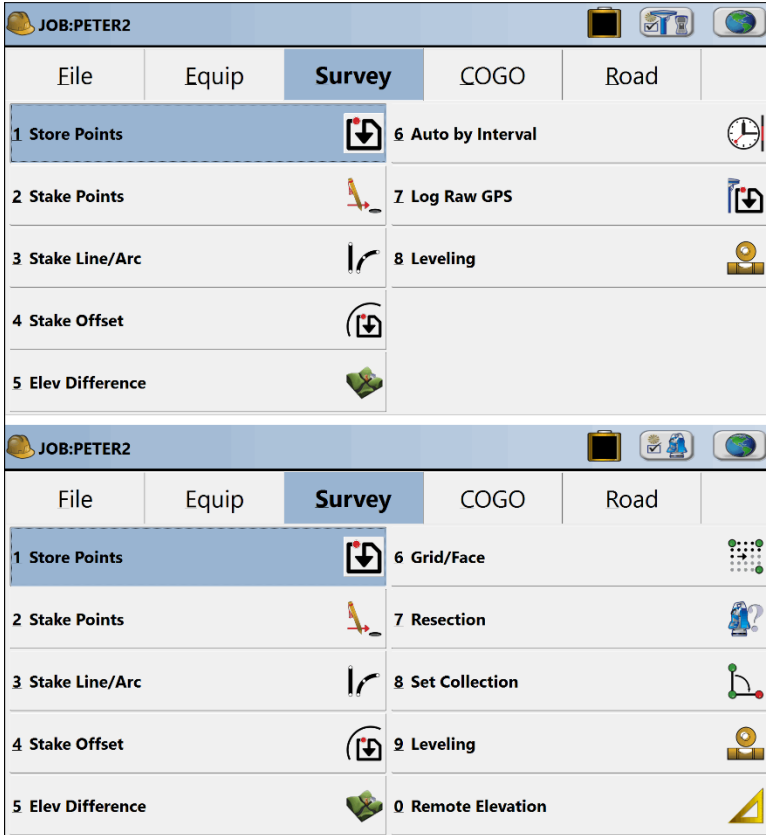 JOB:PETER2
File Equip Survey COGO Road
1 Store Points
2 Stake Points
3 Stake Line/Arc
4 Stake Offset
5 Elev Difference
6 Auto by Interval
7 Log Raw GPS
8 Leveling
JOB:PETER2
File Equip Survey COGO Road
1 Store Points
2 Stake Points
3 Stake Line/Arc
4 Stake Offset
5 Elev Difference
6 Grid/Face
7 Resection
8 Set Collection
9 Leveling
0 Remote Elevation